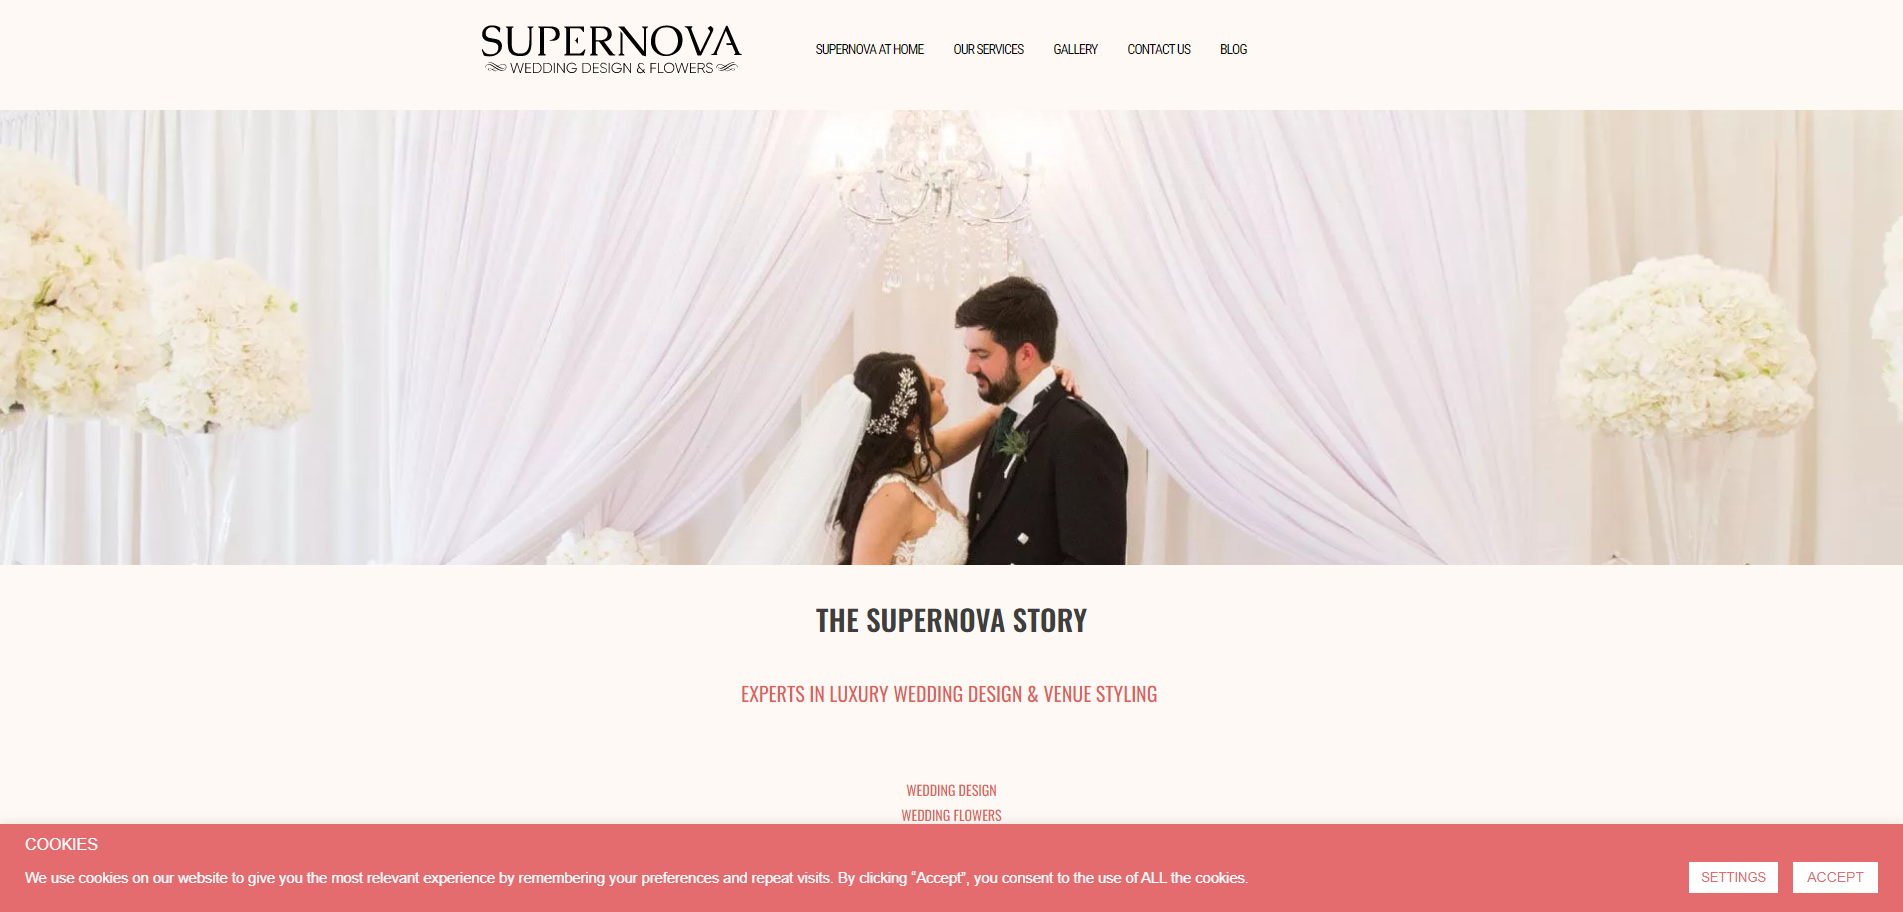 SUPERNOVA
WEDDING DESIGN & FLOWERS
SUPERNOVA AT HOME OUR SERVICES GALLERY CONTACT US BLOG
THE SUPERNOVA STORY
EXPERTS IN LUXURY WEDDING DESIGN & VENUE STYLING
WEDDING DESIGN
WEDDING FLOWERS
COOKIES
We use cookies on our website to give you the most relevant experience by remembering your preferences and repeat visits. By clicking “Accept”, you consent to the use of ALL the cookies.
SETTINGS ACCEPT